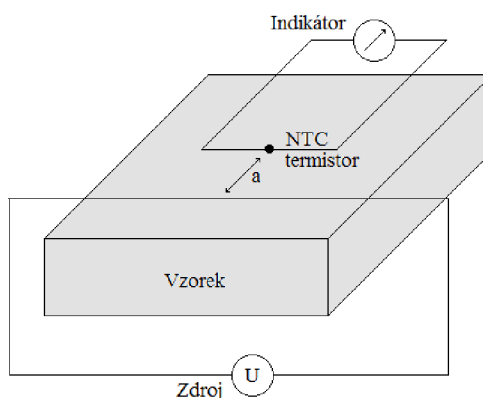 Indikátor
NTC
termistor
a
Vzorek
Zdroj
U